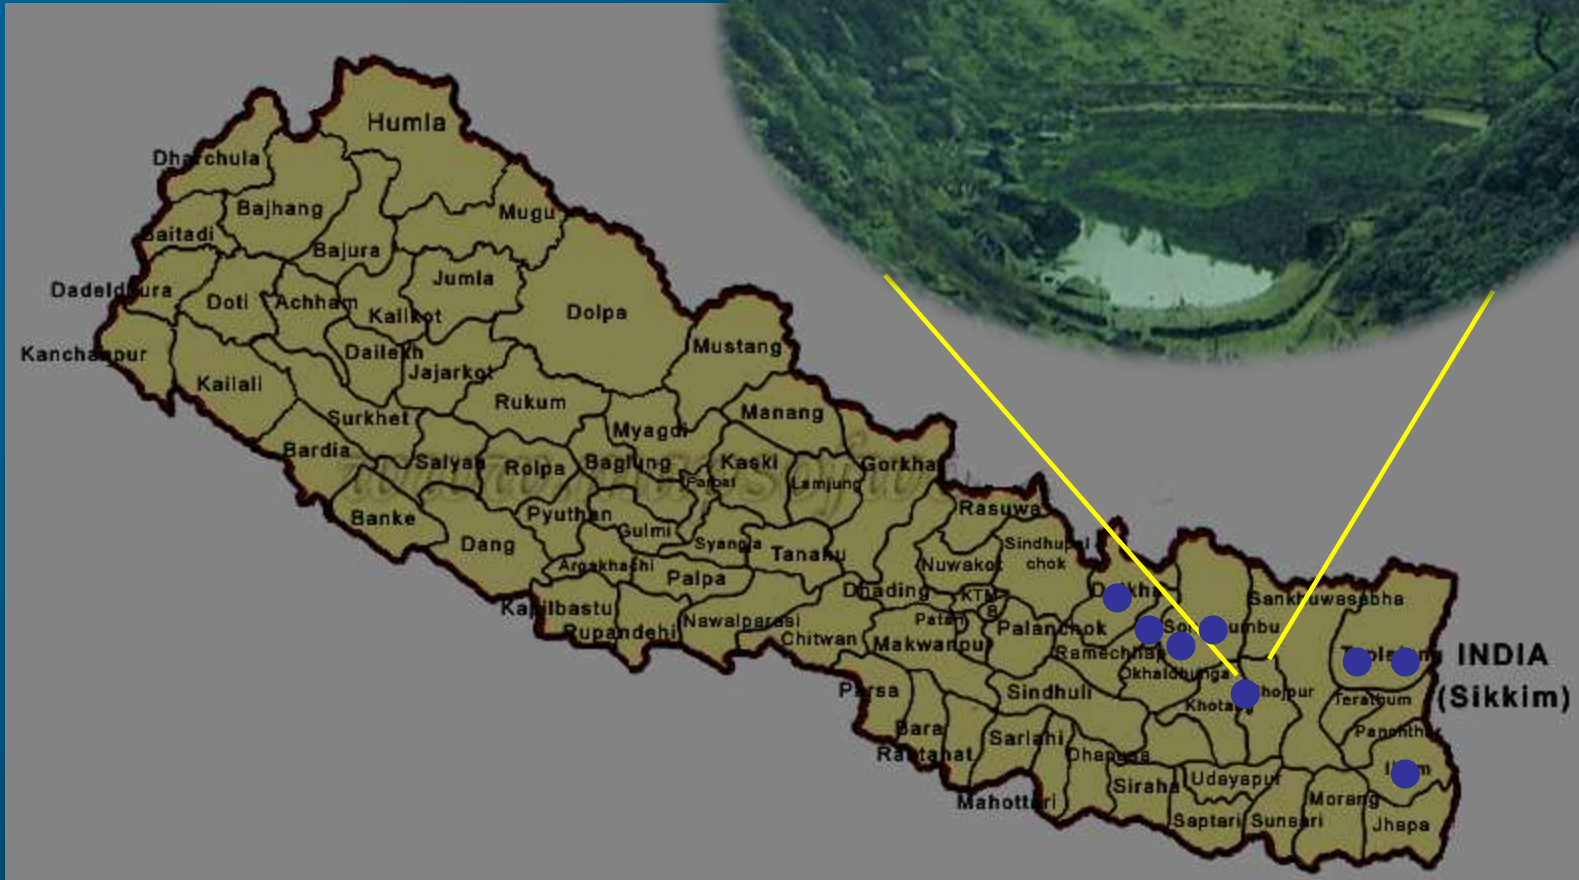 Humla
Dharchula
Bajhang
Mugu
Baitadi
Bajura
Jumla
Dadeldhura
Doti
Achham
Kalikot
Dolpa
Kanchanpur
Dailekh
Mustang
Jajarkot
Kailali
Rukum
Surkhet
Manang
Myagdi
Bardia
Salyan
Rolpa
Baglung
Kaski
Gorkha
Parbat
Lamjung
Banke
Pyuthan
Gulmi
Rasuwa
Dang
Syangja
Tanahu
Sindhupal
chok
Argakhachi
Palpa
Nuwakot
Dhading
KTM
Kapilbastu
Rupandehi
Nawalparasi
Chitwan
Patan
B
Makwanpur
Palanchok
Sankhuwasabha
Ramechhap
INDIA
(Sikkim)
Okhaldhunga
Parsa
Sindhuli
Khotang
Bhojpur
Terathum
Bara
Rautahat
Sarlahi
Panchthar
Mahottari
Siraha
Udayapur
Saptari
Sunsari
Morang
Jhapa